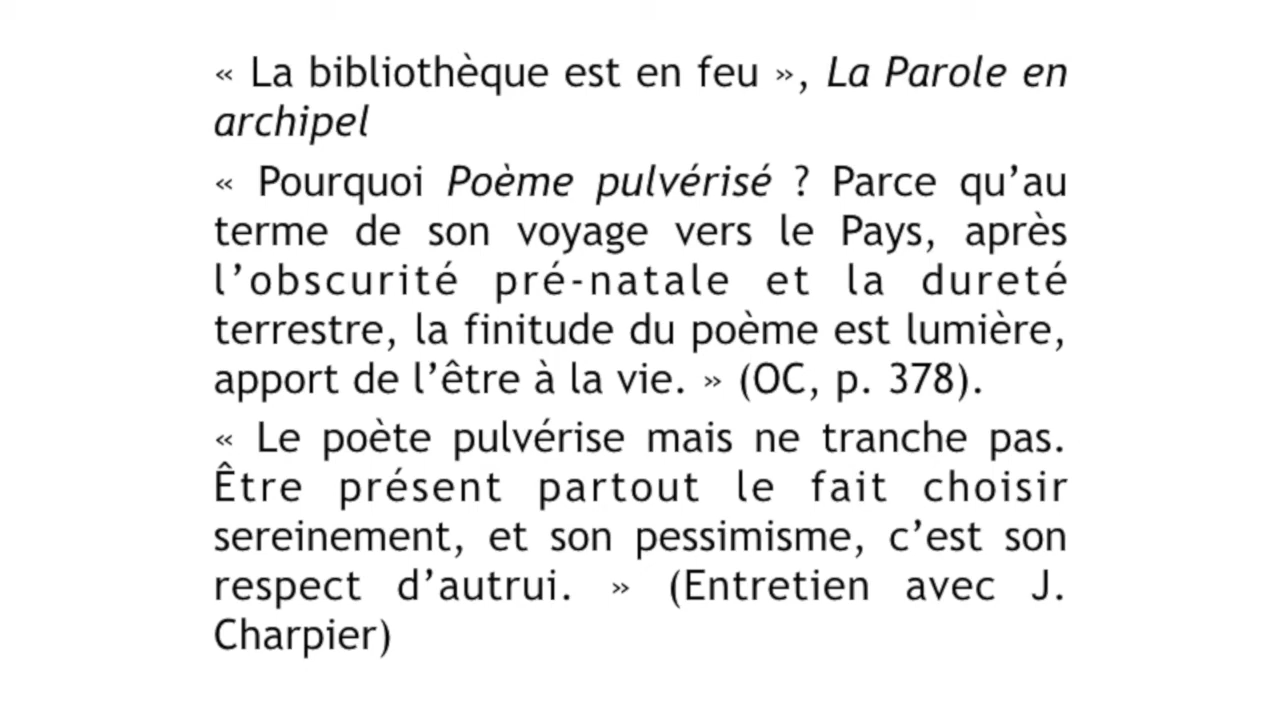 « La bibliothèque est en feu », La Parole en
archipel
« Pourquoi Poème pulvérisé ? Parce qu’au
terme de son voyage vers le Pays, après
l’obscurité pré-natale et la dureté
terrestre, la finitude du poème est lumière,
apport de l’être à la vie. » (OC, p. 378).
« Le poète pulvérise mais ne tranche pas.
Être présent partout le fait choisir
sereinement, et son pessimisme, c’est son
respect d’autrui. » (Entretien avec J.
Charpier)